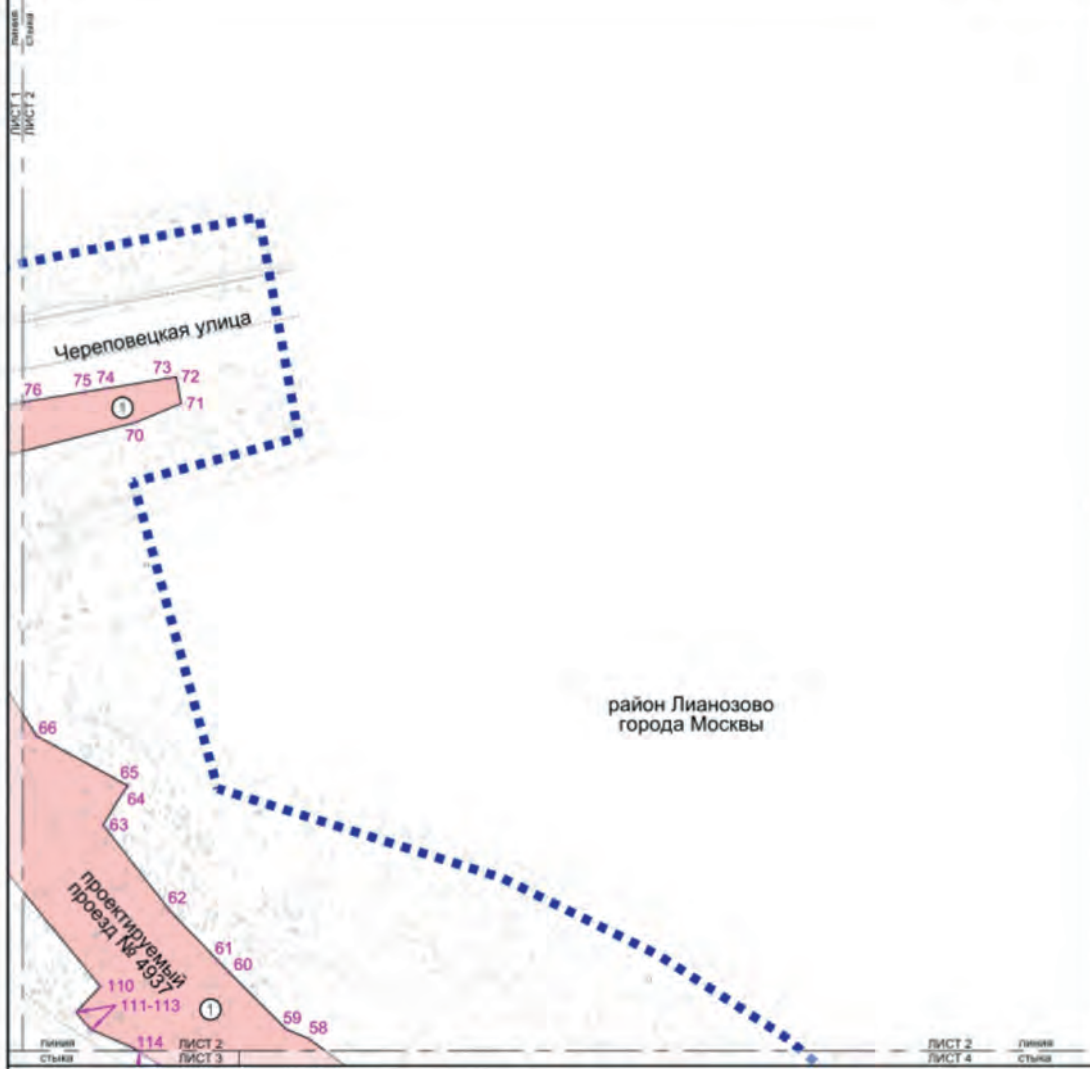 линия
стыка
ЛИСТ 1
ЛИСТ 2
Череповецкая улица
76
75 74
73
72
71
1
70
район Лианозово
города Москвы
66
65
64
63
62
61
60
проектируемый
проезд № 4937
110
111-113
1
59
58
114
линия
стыка
ЛИСТ 2
ЛИСТ 3
ЛИСТ 2
ЛИСТ 4
линия
стыка